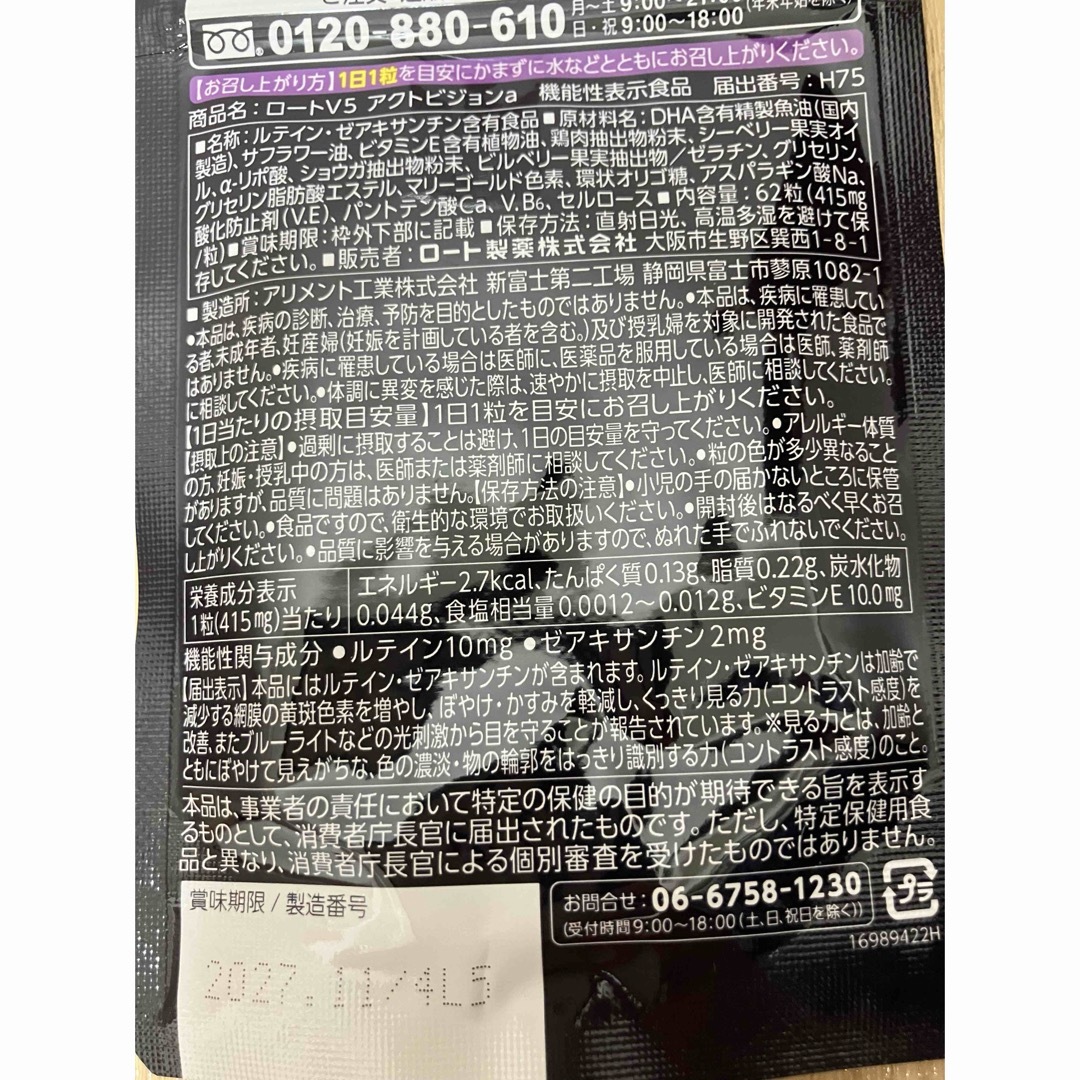 0120-880-610
日・祝 9:00~18:00
【お召し上がり方】1日1粒を目安にかまずに水などとともにお召し上がりください。
商品名:ロートV5 アクトビジョンa 機能性表示食品 届出番号:H75
■名称:ルテイン・ゼアキサンチン含有食品■原材料名:DHA含有精製魚油(国内
製造)、サフラワー油、ビタミンE含有植物油、鶏肉抽出物粉末、シーベリー果実オイ
ル、α-リポ酸、ショウガ抽出物粉末、ビルベリー果実抽出物/ゼラチン、グリセリン、
グリセリン脂肪酸エステル、マリーゴールド色素、環状オリゴ糖、アスパラギン酸Na、
酸化防止剤(V.E)、パントテン酸Ca、V.B6、セルロース■内容量:62粒(415mg
/粒)■賞味期限:枠外下部に記載■保存方法:直射日光、高温多湿を避けて保
存してください。■販売者:ロート製薬株式会社 大阪市生野区巽西1-8-1
■製造所:アリメント工業株式会社 新富士第二工場 静岡県富士市蓼原1082-1
●本品は、疾病の診断、治療、予防を目的としたものではありません。●本品は、疾病に罹患してい
る者、未成年者、妊産婦(妊娠を計画している者を含む。)及び授乳婦を対象に開発された食品で
はありません。●疾病に罹患している場合は医師に、医薬品を服用している場合は医師、薬剤師
に相談してください。●体調に異変を感じた際は、速やかに摂取を中止し、医師に相談してください。
【1日当たりの摂取目安量】1日1粒を目安にお召し上がりください。
【摂取上の注意】●過剰に摂取することは避け、1日の目安量を守ってください。●アレルギー体質
の方、妊娠・授乳中の方は、医師または薬剤師に相談してください。●粒の色が多少異なること
がありますが、品質に問題はありません。【保存方法の注意】●小児の手の届かないところに保管
してください。●食品ですので、衛生的な環境でお取扱いください。●開封後はなるべく早くお召
し上がりください。●品質に影響を与える場合がありますので、ぬれた手でふれないでください。
栄養成分表示
1粒(415mg)当たり
エネルギー2.7kcal、たんぱく質0.13g、脂質0.22g、炭水化物
0.044g、食塩相当量0.0012~0.012g、ビタミンE 10.0mg
機能性関与成分 ●ルテイン10mg ●ゼアキサンチン2mg
【届出表示】本品にはルテイン・ゼアキサンチンが含まれます。ルテイン・ゼアキサンチンは加齢で
減少する網膜の黄斑色素を増やし、ぼやけ・かすみを軽減し、くっきり見る力(コントラスト感度)を
改善、またブルーライトなどの光刺激から目を守ることが報告されています。※見る力とは、加齢と
ともにぼやけて見えがちな、色の濃淡・物の輪郭をはっきり識別する力(コントラスト感度)のこと。
本品は、事業者の責任において特定の保健の目的が期待できる旨を表示す
るものとして、消費者庁長官に届出されたものです。ただし、特定保健用食
品と異なり、消費者庁長官による個別審査を受けたものではありません。
賞味期限/製造番号
2027.11/4L5
お問合せ:06-6758-1230
(受付時間9:00~18:00(土、日、祝日を除く))
プラ
16989422H